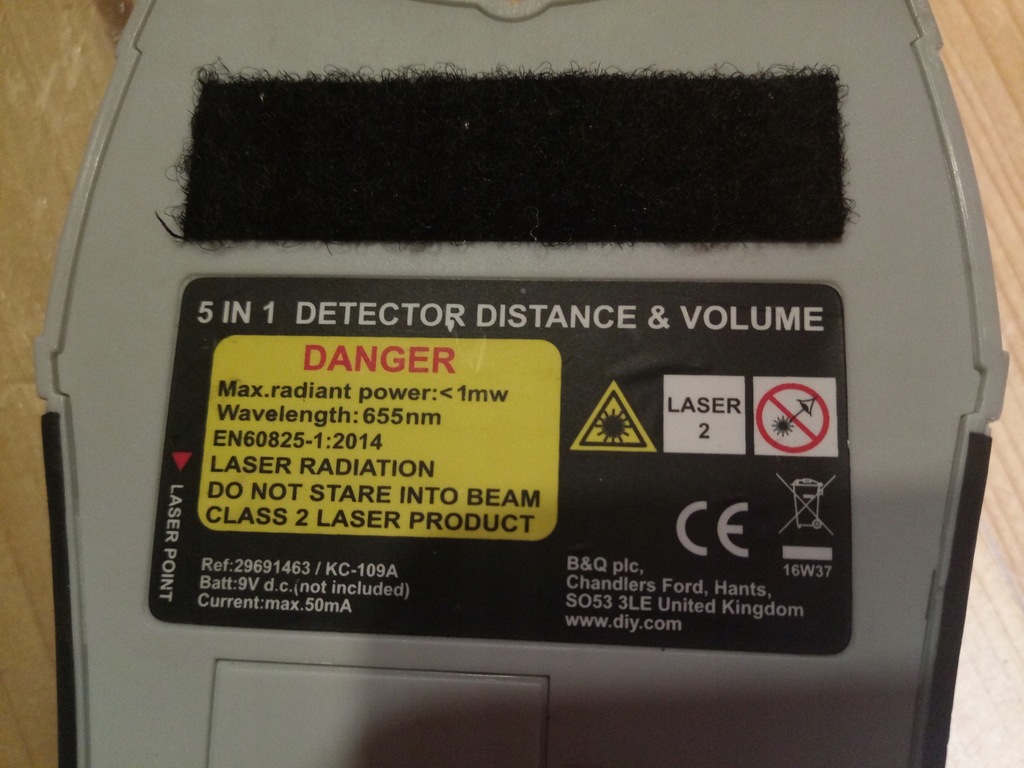 5 IN 1 DETECTOR DISTANCE & VOLUME
DANGER
Max.radiant power:<1mw
Wavelength:655nm
EN60825-1:2014
LASER RADIATION
DO NOT STARE INTO BEAM
CLASS 2 LASER PRODUCT
LASER POINT
LASER
2
CE
16W37
Ref:29691463 / KC-109A
Batt:9V d.c.(not included)
Current:max.50mA
B&Q plc,
Chandlers Ford, Hants,
SO53 3LE United Kingdom
www.diy.com